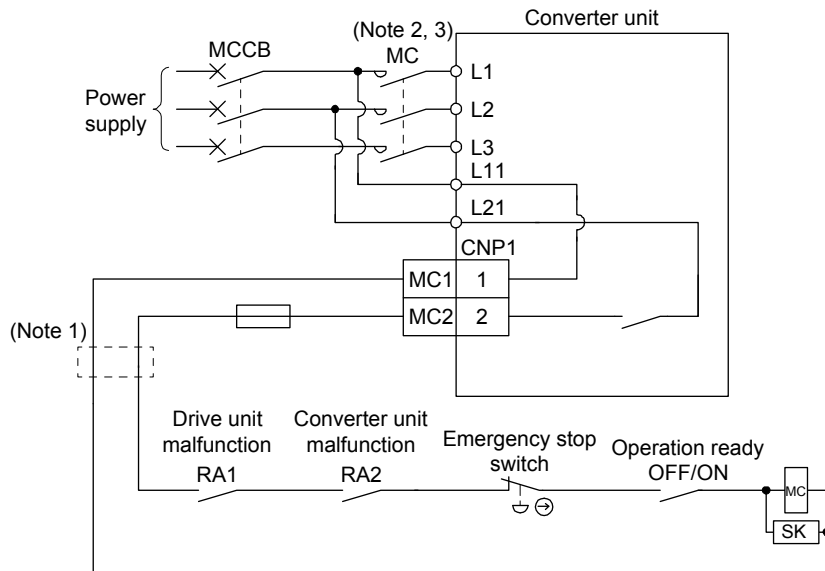 Converter unit
(Note 2, 3)
MCCB
MC
L1
Power
supply
L2
L3
L11
L21
CNP1
MC1
1
MC2
2
(Note 1)
Drive unit
malfunction
RA1
Converter unit
malfunction
RA2
Emergency stop
switch
Operation ready
OFF/ON
MC
SK